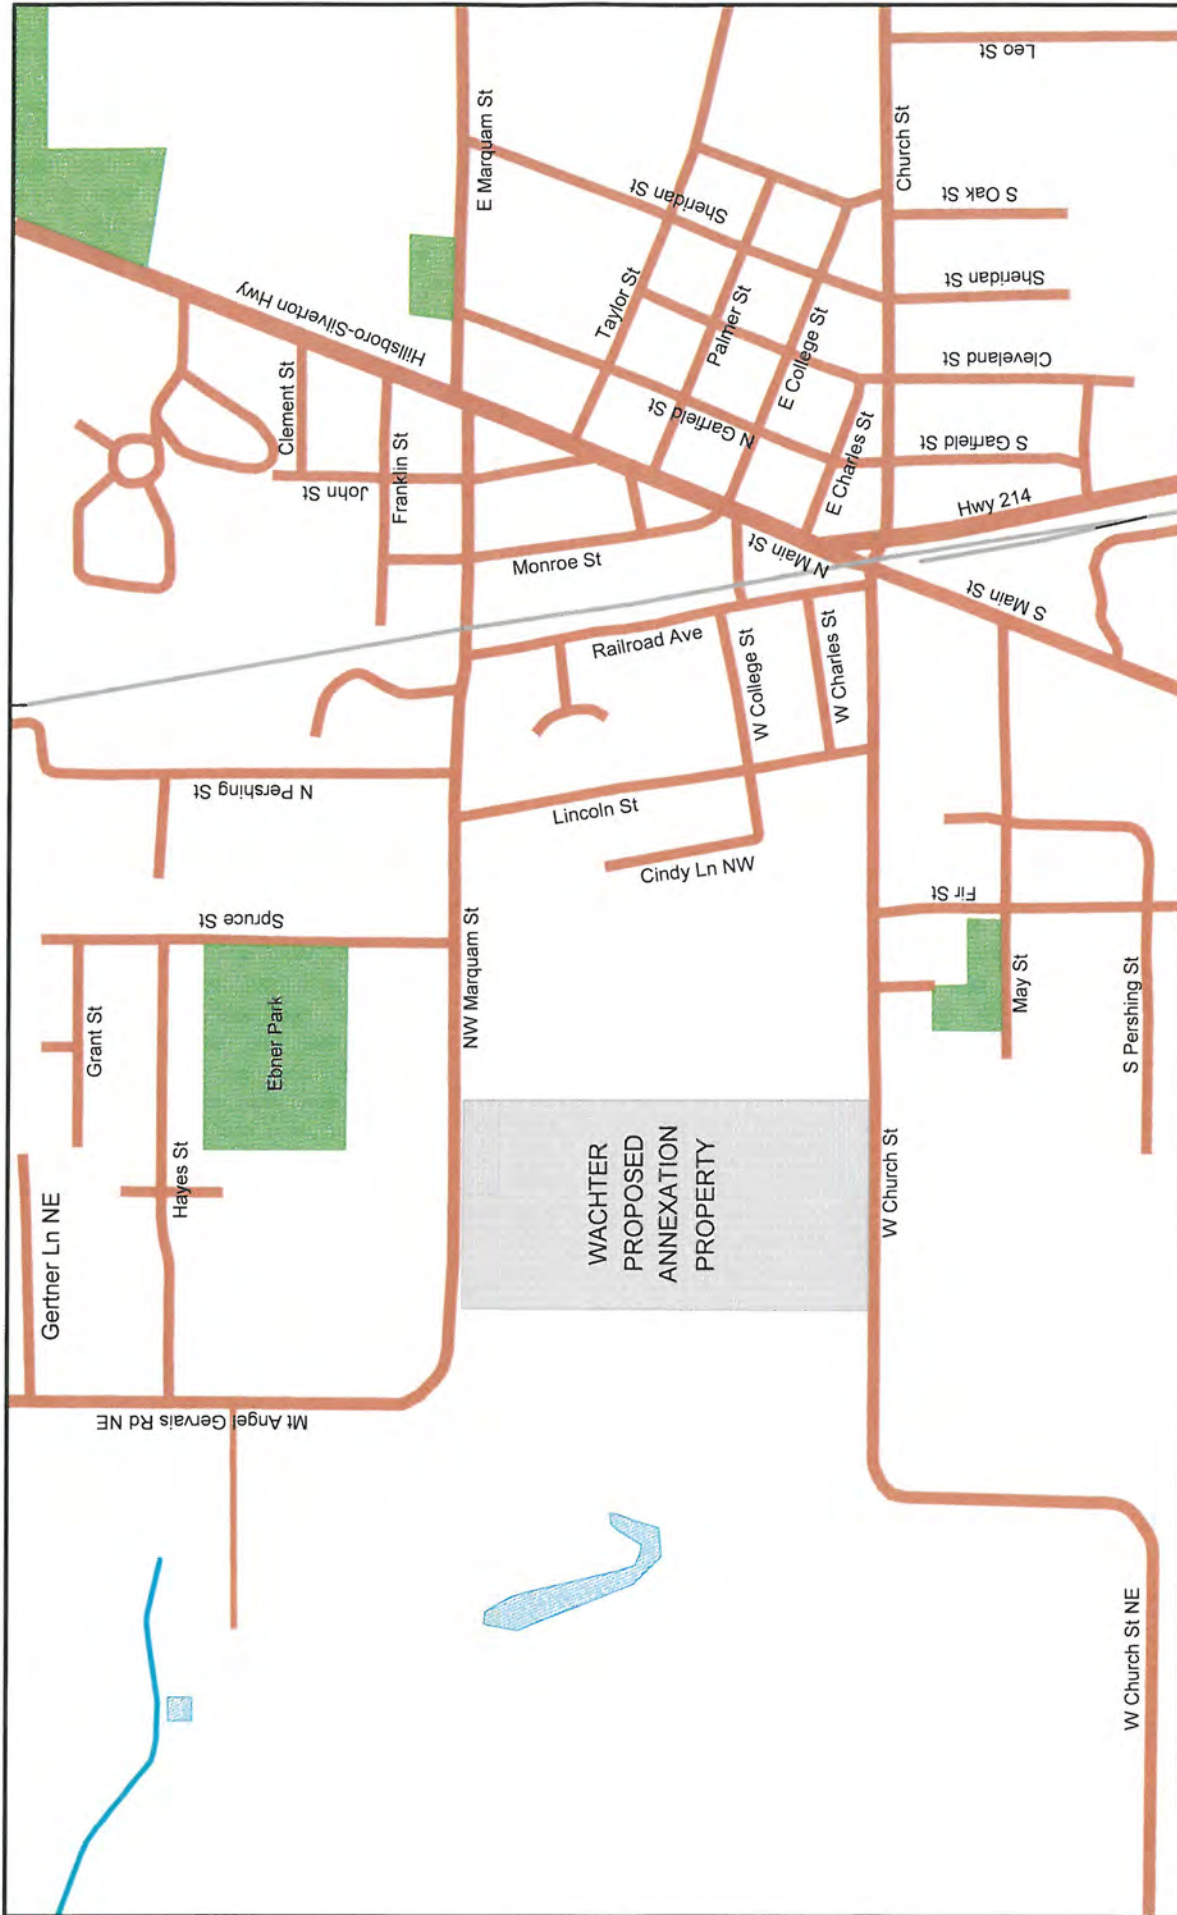 Leo St
E Marquam St
Church St
S Oak St
Sheridan St
Sheridan St
Hillsboro-Silverton Hwy
Taylor St
Palmer St
E College St
Cleveland St
Clement St
N Garfield St
S Garfield St
E Charles St
John St
Franklin St
Hwy 214
Monroe St
N Main St
S Main St
Railroad Ave
W College St
W Charles St
N Pershing St
Lincoln St
Cindy Ln NW
Fir St
Spruce St
NW Marquam St
May St
S Pershing St
Grant St
Ebner Park
Hayes St
W Church St
WACHTER
PROPOSED
ANNEXATION
PROPERTY
Gertner Ln NE
Mt Angel Gervais Rd NE
W Church St NE